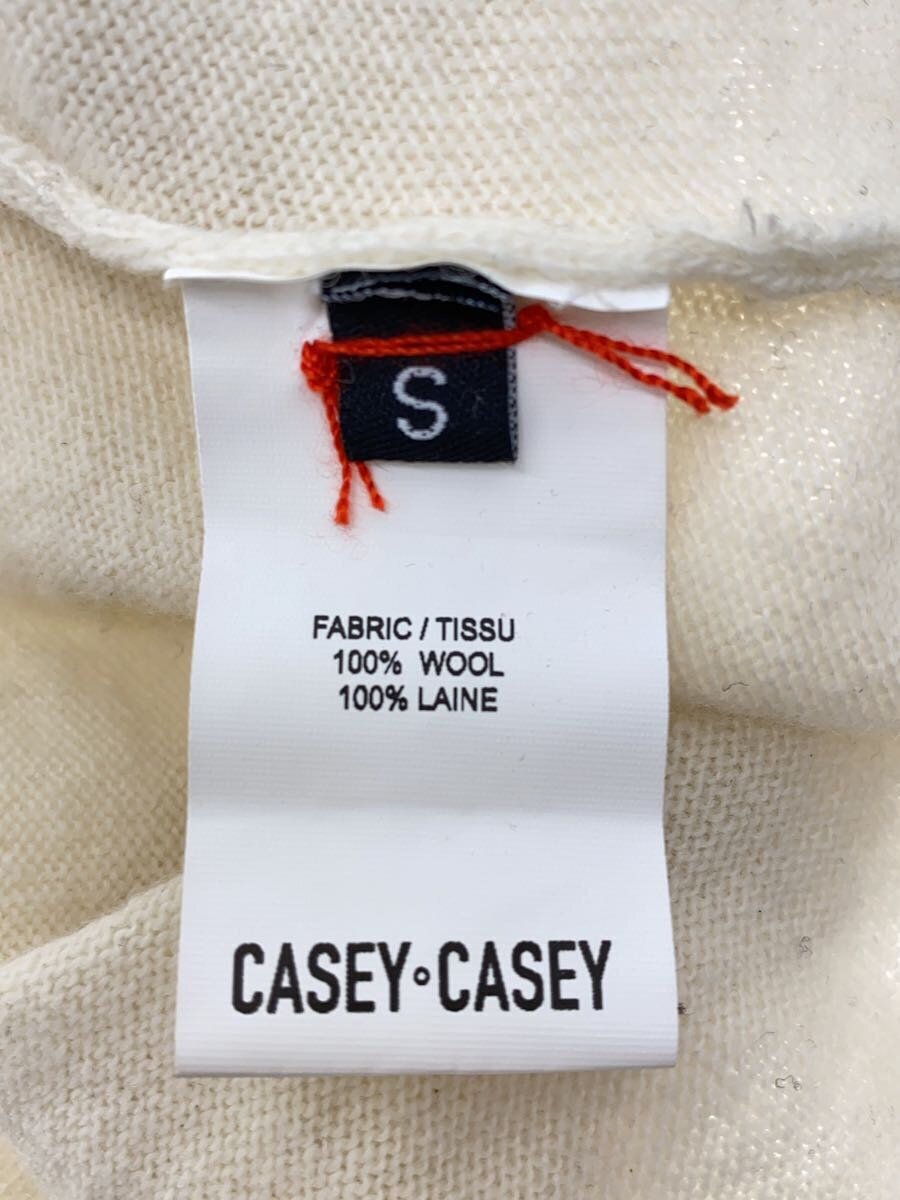 S
FABRIC / TISSU
100% WOOL
100% LAINE
CASEY∘CASEY